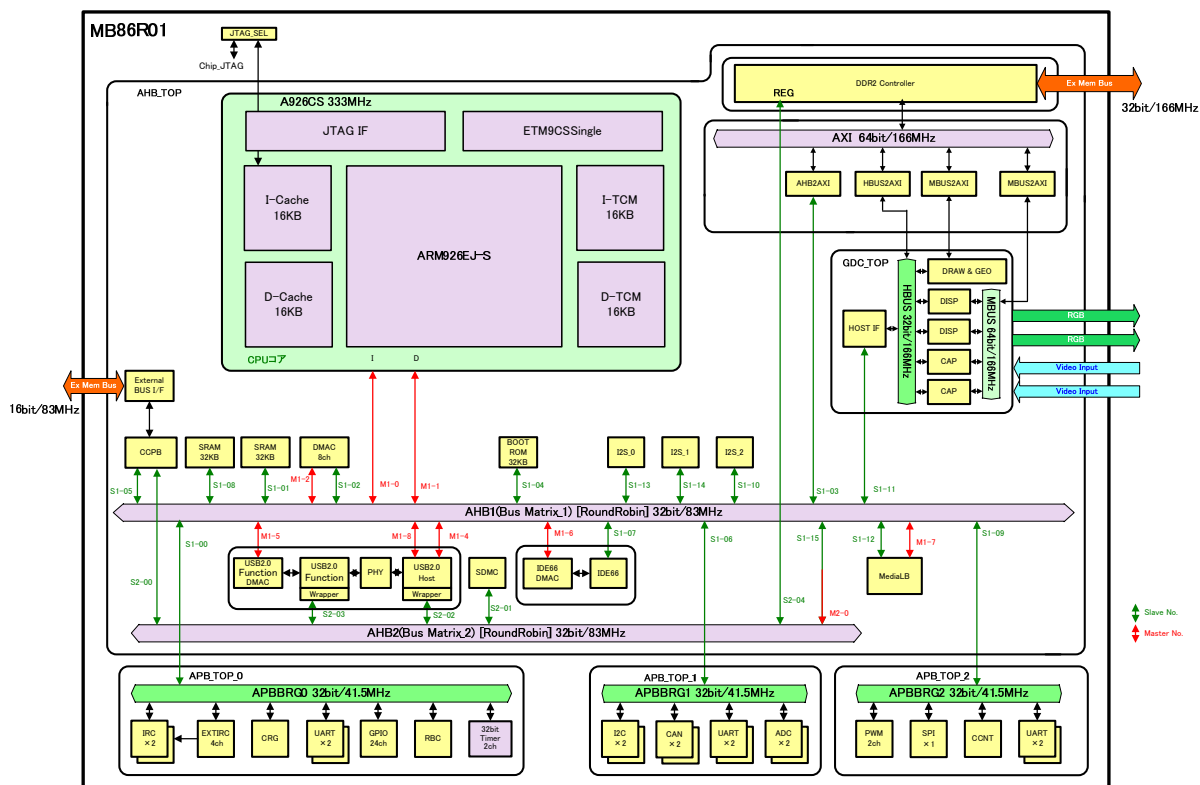 MB86R01
JTAG_SEL
Chip_JTAG
AHB_TOP
A926CS 333MHz
JTAG IF
ETM9CSSingle
I-Cache
16KB
I-TCM
16KB
ARM926EJ-S
D-Cache
16KB
D-TCM
16KB
CPUコア
I
D
DDR2 Controller
REG
Ex Mem Bus
32bit/166MHz
AXI 64bit/166MHz
AHB2AXI
HBUS2AXI
MBUS2AXI
MBUS2AXI
GDC_TOP
HBUS 32bit/166MHz
MBUS 64bit/166MHz
DRAW & GEO
DISP
HOST IF
DISP
CAP
CAP
RGB
RGB
Video Input
Video Input
Ex Mem Bus
16bit/83MHz
External
BUS I/F
CCPB
SRAM
32KB
SRAM
32KB
DMAC
8ch
BOOT
ROM
32KB
I2S_0
I2S_1
I2S_2
S1-05
S1-08
S1-01
M1-2
S1-02
M1-0
M1-1
S1-04
S1-13
S1-14
S1-10
S1-03
S1-11
AHB1(Bus Matrix_1) [RoundRobin] 32bit/83MHz
S1-00
M1-5
M1-8
M1-4
M1-6
S1-07
S1-06
S1-15
S1-12
M1-7
S1-09
S2-00
USB2.0
Function
DMAC
USB2.0
Function
Wrapper
PHY
USB2.0
Host
Wrapper
SDMC
IDE66
DMAC
IDE66
MediaLB
S2-03
S2-02
S2-01
S2-04
M2-0
AHB2(Bus Matrix_2) [RoundRobin] 32bit/83MHz
Slave No.
Master No.
APB_TOP_0
APBBRG0 32bit/41.5MHz
IRC
×2
EXTIRC
4ch
CRG
UART
×2
GPIO
24ch
RBC
32bit
Timer
2ch
APB_TOP_1
APBBRG1 32bit/41.5MHz
I2C
×2
CAN
×2
UART
×2
ADC
×2
APB_TOP_2
APBBRG2 32bit/41.5MHz
PWM
2ch
SPI
×1
CCNT
UART
×2